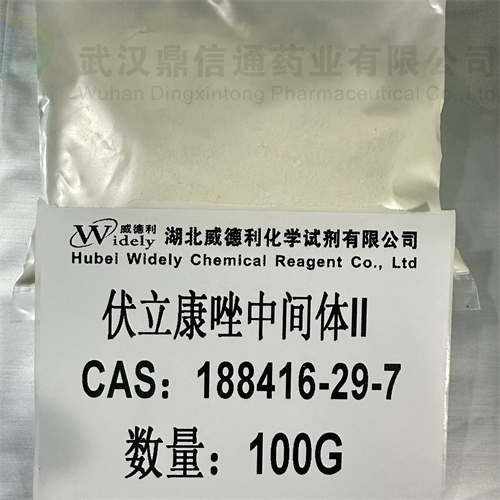 武汉鼎信通药业有限公司
Wuhan Dingxintong Pharmaceutical Co.,Ltd
威德利
Widely 湖北威德利化学试剂有限公司
Hubei Widely Chemical Reagent Co., Ltd
伏立康唑中间体II
CAS：188416-29-7
数量：100G